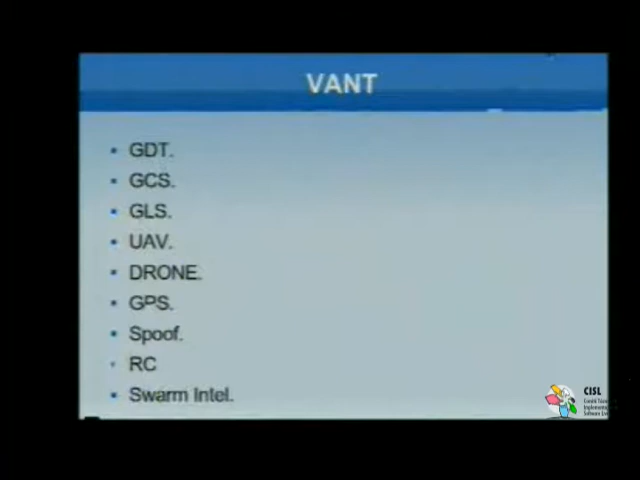 VANT
GDT.
GCS.
GLS.
UAV.
DRONE.
GPS.
Spoof.
RC
Swarm Intel.
CISL